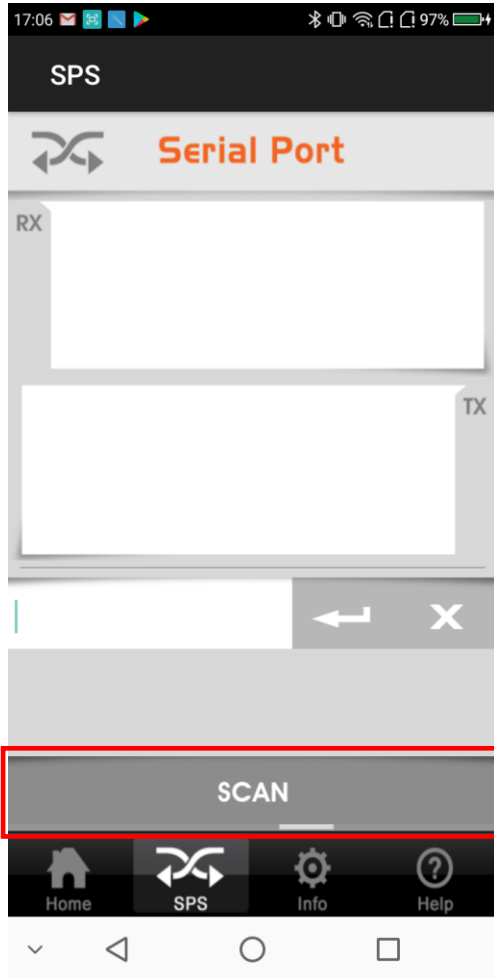 17:06 97%
SPS
Serial Port
RX
TX
SCAN
Home SPS Info Help